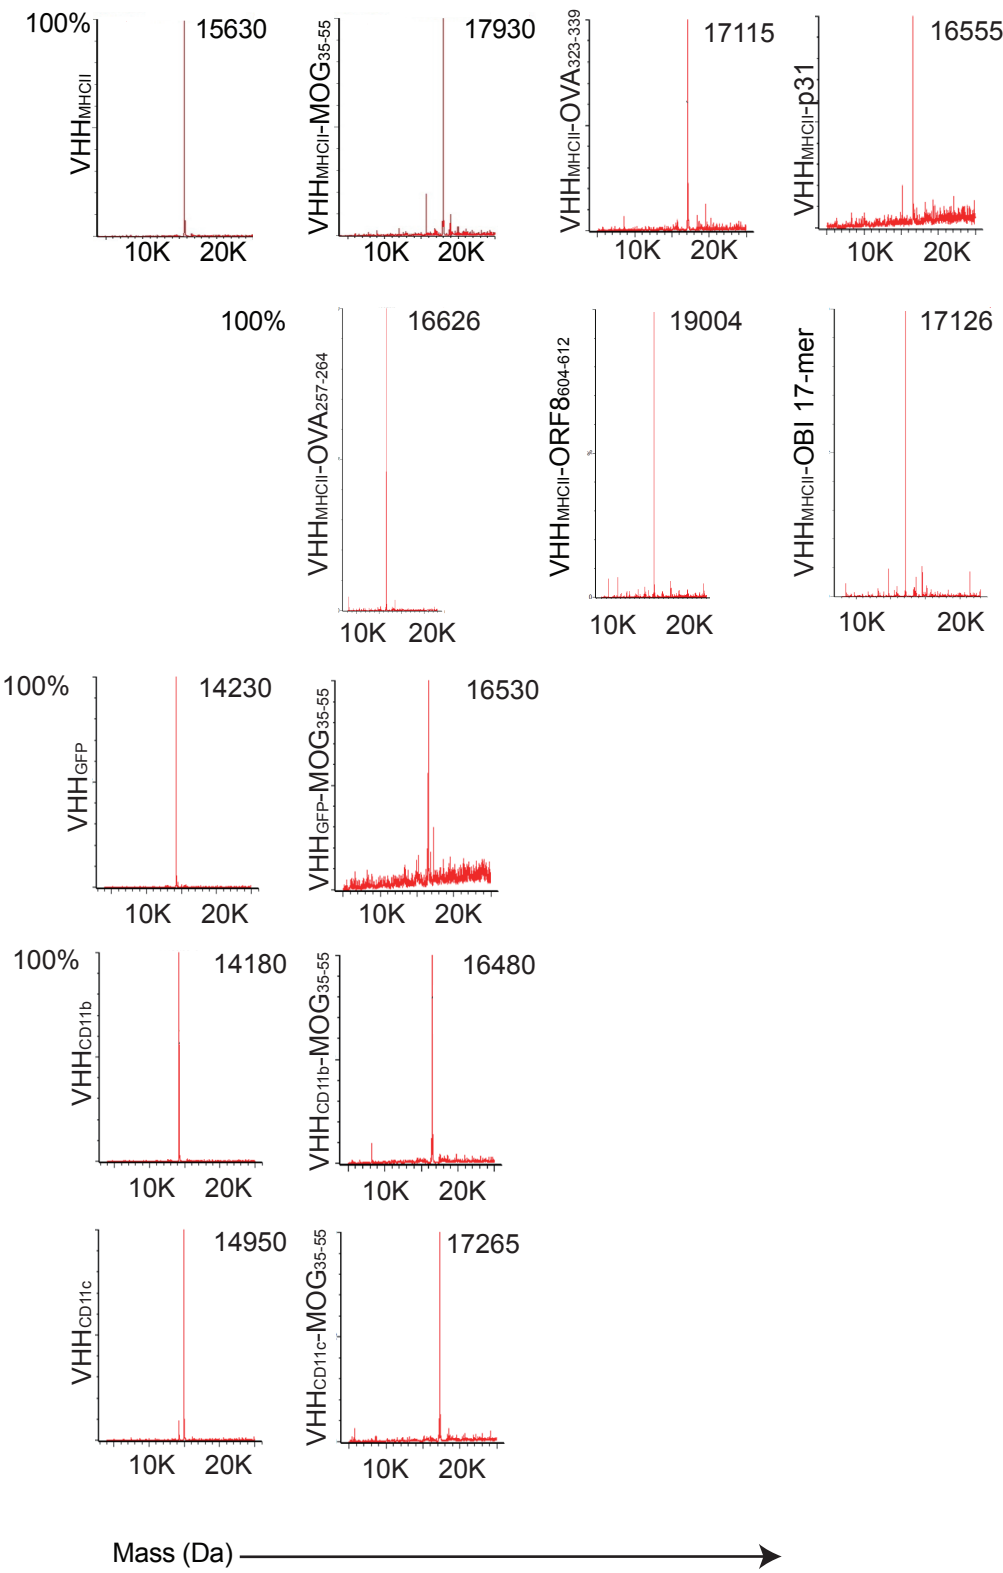 100%
VHHMHCII
15630
10K 20K
VHHMHCII-MOG35-55
17930
10K 20K
VHHMHCII-OVA323-339
17115
10K 20K
VHHMHCII-p31
16555
10K 20K
100%
VHHMHCII-OVA257-264
16626
10K 20K
VHHMHCII-ORF8604-612
19004
10K 20K
VHHMHCII-OBI 17-mer
17126
10K 20K
100%
VHHGFP
14230
10K 20K
VHHGFP-MOG35-55
16530
10K 20K
100%
VHHCD11b
14180
10K 20K
VHHCD11b-MOG35-55
16480
10K 20K
VHHCD11c
14950
10K 20K
VHHCD11c-MOG35-55
17265
10K 20K
Mass (Da)